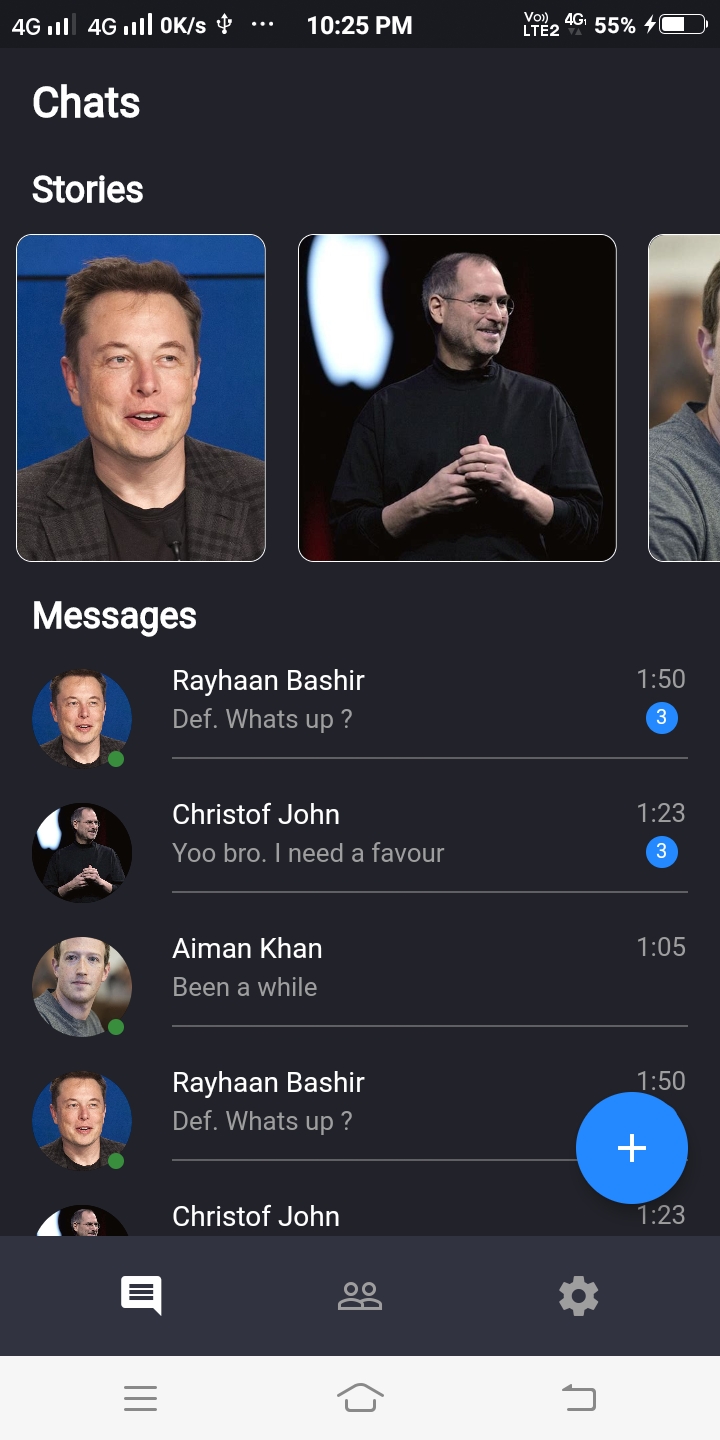 4G 4G 0K/s ... 10:25 PM Vo)) LTE2 4G 55%
Chats
Stories
Messages
Rayhaan Bashir 1:50
Def. Whats up ? 3
Christof John 1:23
Yoo bro. I need a favour 3
Aiman Khan 1:05
Been a while
Rayhaan Bashir 1:50
Def. Whats up ?
Christof John 1:23